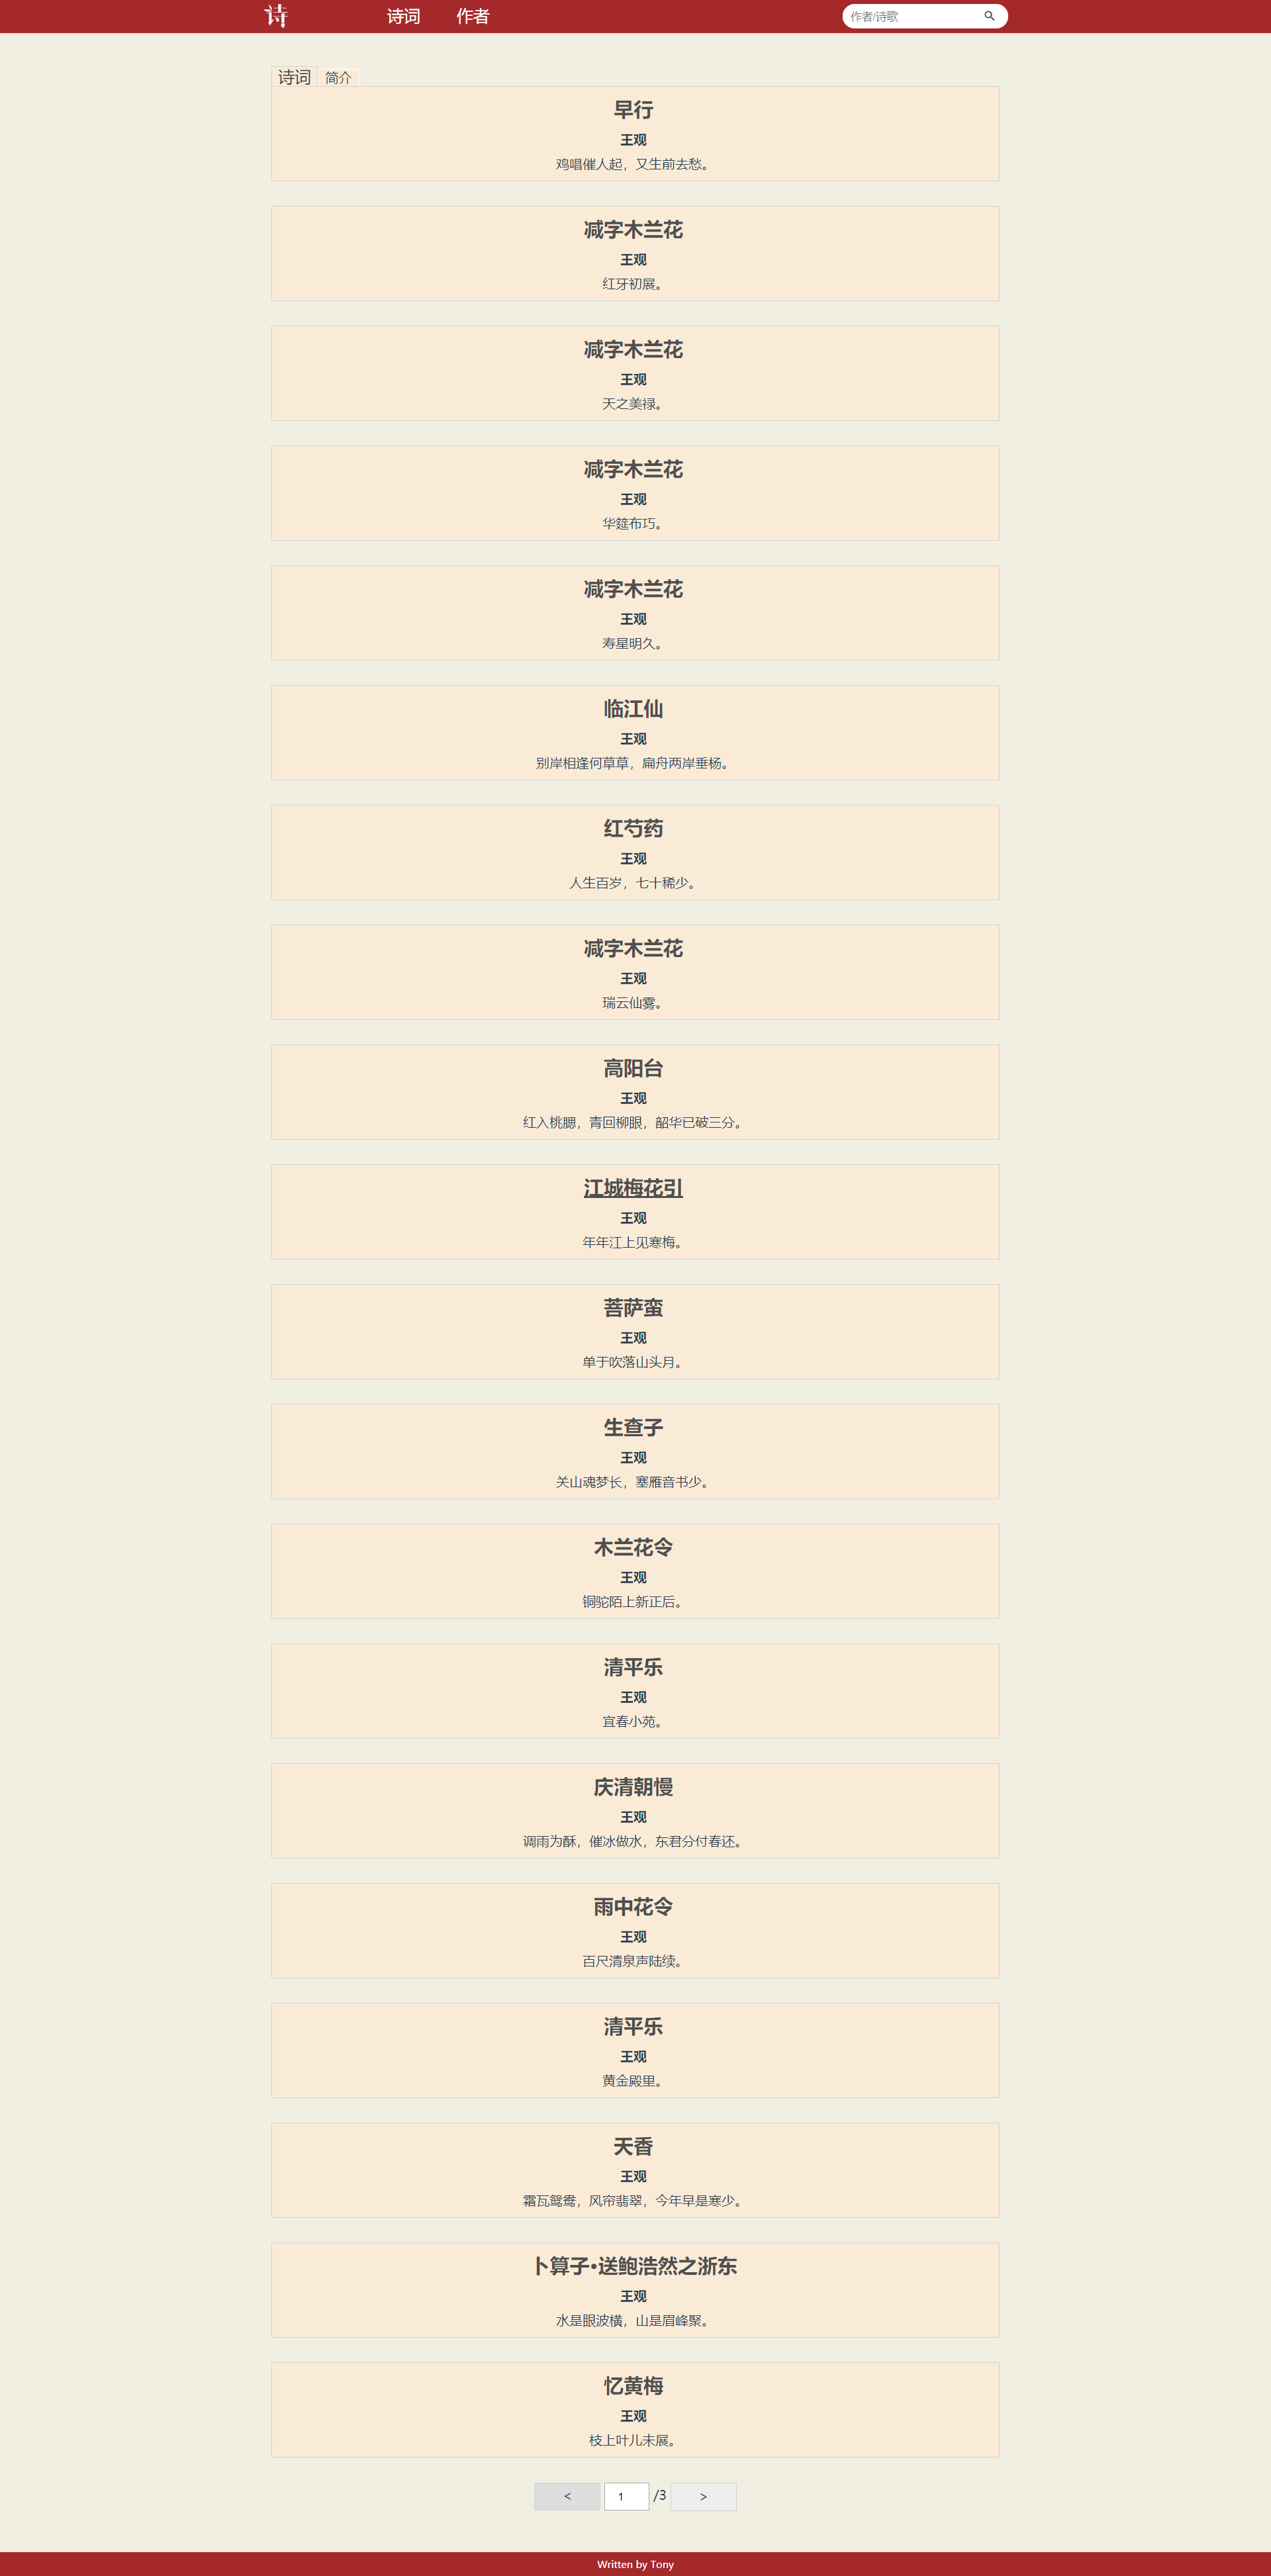 诗
诗词 作者 作者/诗歌
诗词 简介
早行
王观
鸡唱催人起，又生前去愁。
减字木兰花
王观
红牙初展。
减字木兰花
王观
天之美禄。
减字木兰花
王观
华筵布巧。
减字木兰花
王观
寿星明久。
临江仙
王观
别岸相逢何草草，扁舟两岸垂杨。
红芍药
王观
人生百岁，七十稀少。
减字木兰花
王观
瑞云仙雾。
高阳台
王观
红入桃腮，青回柳眼，韶华已破三分。
江城梅花引
王观
年年江上见寒梅。
菩萨蛮
王观
单于吹落山头月。
生查子
王观
关山魂梦长，塞雁音书少。
木兰花令
王观
铜驼陌上新正后。
清平乐
王观
宜春小苑。
庆清朝慢
王观
调雨为酥，催冰做水，东君分付春还。
雨中花令
王观
百尺清泉声陆续。
清平乐
王观
黄金殿里。
天香
王观
霜瓦鸳鸯，风帘翡翠，今年早是寒少。
卜算子·送鲍浩然之浙东
王观
水是眼波横，山是眉峰聚。
忆黄梅
王观
枝上叶儿未展。
< 1 /3 >
Written by Tony